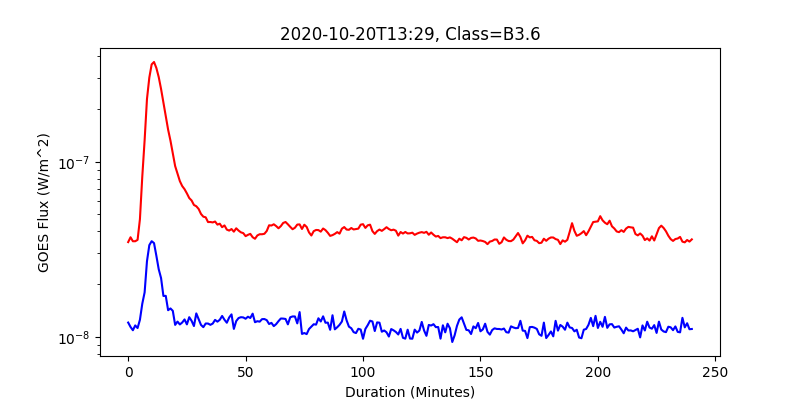 2020-10-20T13:29, Class=B3.6
GOES Flux (W/m^2)
10^-7
10^-8
0 50 100 150 200 250
Duration (Minutes)